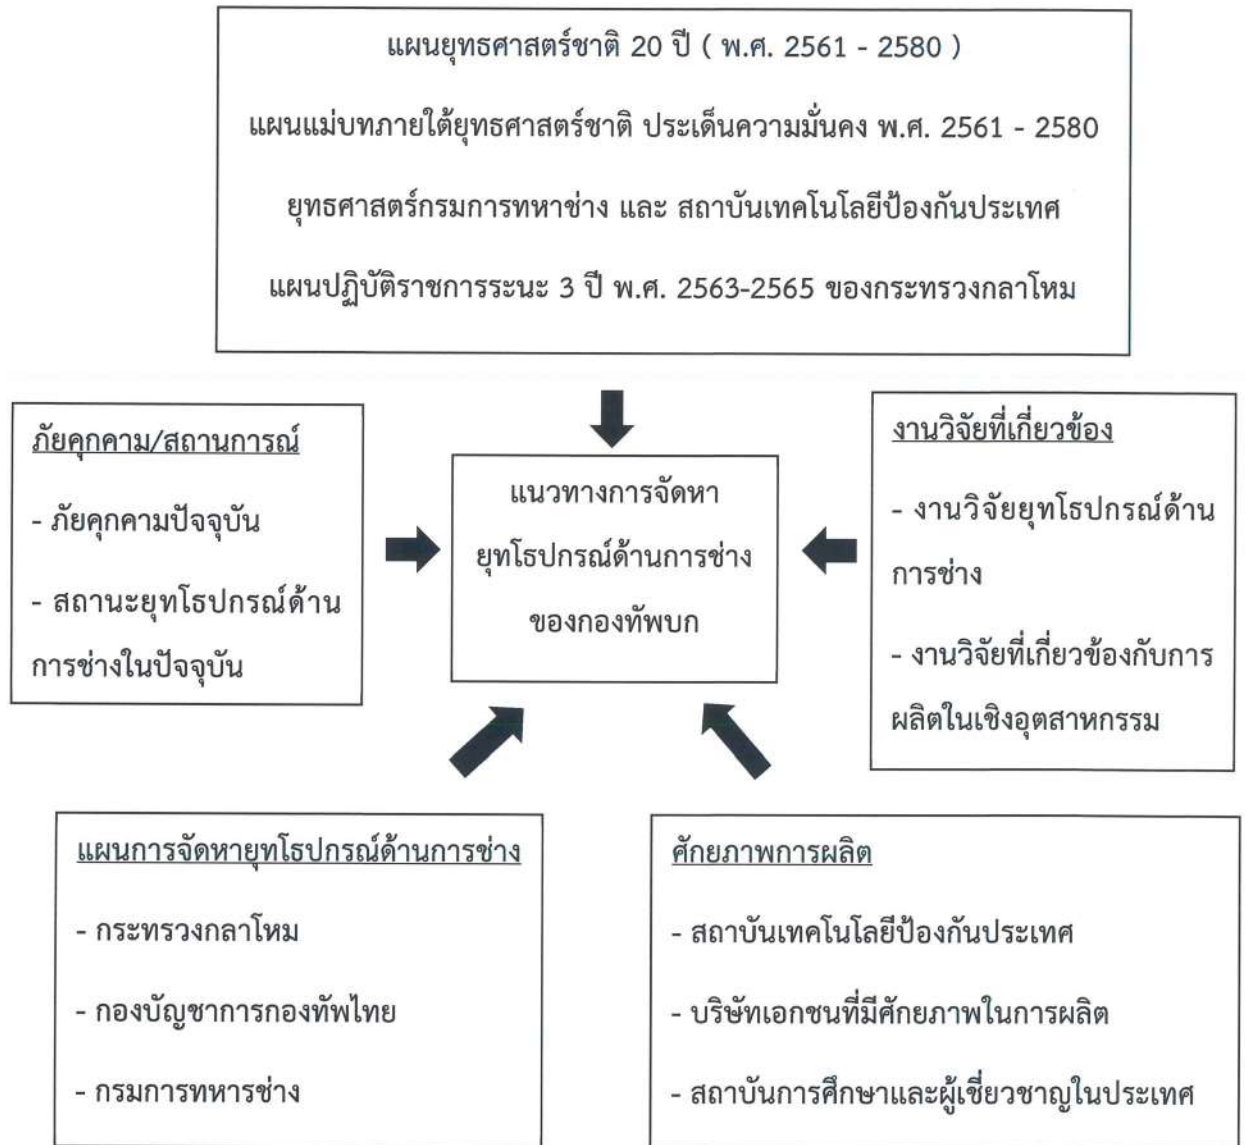 แผนยุทธศาสตร์ชาติ 20 ปี ( พ.ศ. 2561 - 2580 )
แผนแม่บทภายใต้ยุทธศาสตร์ชาติ ประเด็นความมั่นคง พ.ศ. 2561 - 2580
ยุทธศาสตร์กรมการทหาช่าง และ สถาบันเทคโนโลยีป้องกันประเทศ
แผนปฏิบัติราชการระนะ 3 ปี พ.ศ. 2563-2565 ของกระทรวงกลาโหม
ภัยคุกคาม/สถานการณ์
- ภัยคุกคามปัจจุบัน
- สถานะยุทโธปกรณ์ด้าน
การช่างในปัจจุบัน
แนวทางการจัดหา
ยุทโธปกรณ์ด้านการช่าง
ของกองทัพบก
งานวิจัยที่เกี่ยวข้อง
- งานวิจัยยุทโธปกรณ์ด้าน
การช่าง
- งานวิจัยที่เกี่ยวข้องกับการ
ผลิตในเชิงอุตสาหกรรม
แผนการจัดหายุทโธปกรณ์ด้านการช่าง
- กระทรวงกลาโหม
- กองบัญชาการกองทัพไทย
- กรมการทหารช่าง
ศักยภาพการผลิต
- สถาบันเทคโนโลยีป้องกันประเทศ
- บริษัทเอกชนที่มีศักยภาพในการผลิต
- สถาบันการศึกษาและผู้เชี่ยวชาญในประเทศ